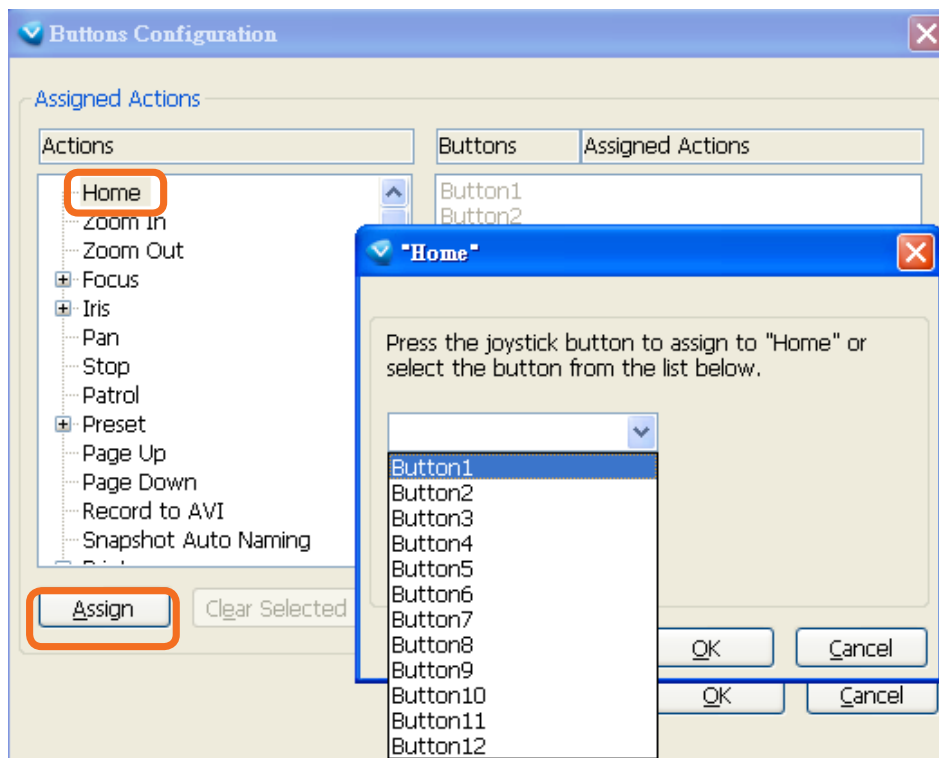 Buttons Configuration
Assigned Actions
Actions
Buttons
Assigned Actions
Home
Zoom In
Zoom Out
Focus
Iris
Pan
Stop
Patrol
Preset
Page Up
Page Down
Record to AVI
Snapshot Auto Naming
Button1
Button2
Assign
Clear Selected
"Home"
Press the joystick button to assign to "Home" or
select the button from the list below.
Button1
Button2
Button3
Button4
Button5
Button6
Button7
Button8
Button9
Button10
Button11
Button12
OK
Cancel
OK
Cancel